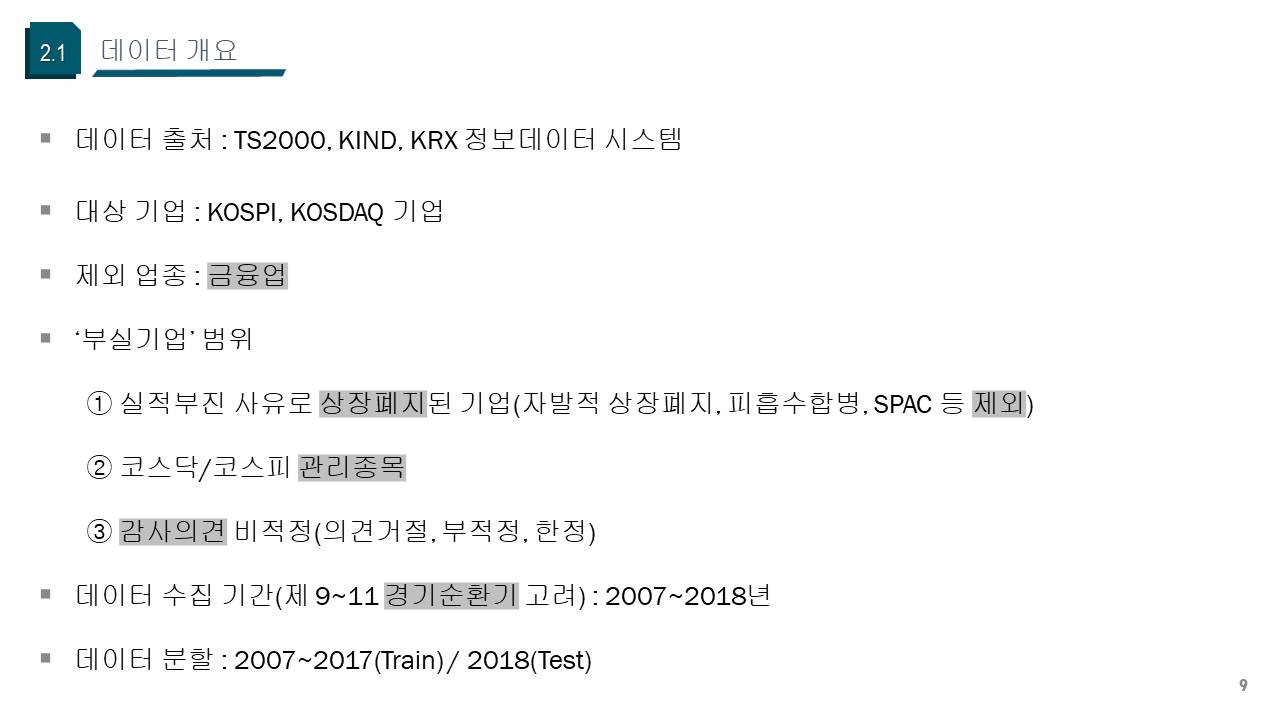 2.1 데이터 개요
▪ 데이터 출처 : TS2000, KIND, KRX 정보데이터 시스템
▪ 대상 기업 : KOSPI, KOSDAQ 기업
▪ 제외 업종 : 금융업
▪ ‘부실기업’ 범위
① 실적부진 사유로 상장폐지된 기업(자발적 상장폐지, 피흡수합병, SPAC 등 제외)
② 코스닥/코스피 관리종목
③ 감사의견 비적정(의견거절, 부적정, 한정)
▪ 데이터 수집 기간(제 9~11 경기순환기 고려) : 2007~2018년
▪ 데이터 분할 : 2007~2017(Train) / 2018(Test)
9